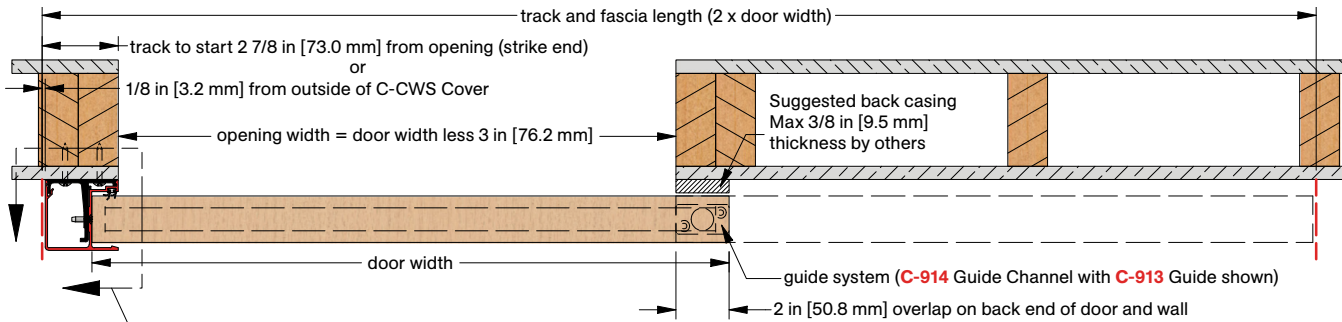 track and fascia length (2 x door width)
track to start 2 7/8 in [73.0 mm] from opening (strike end)
or
1/8 in [3.2 mm] from outside of C-CWS Cover
opening width = door width less 3 in [76.2 mm]
Suggested back casing
Max 3/8 in [9.5 mm]
thickness by others
door width
guide system (C-914 Guide Channel with C-913 Guide shown)
2 in [50.8 mm] overlap on back end of door and wall